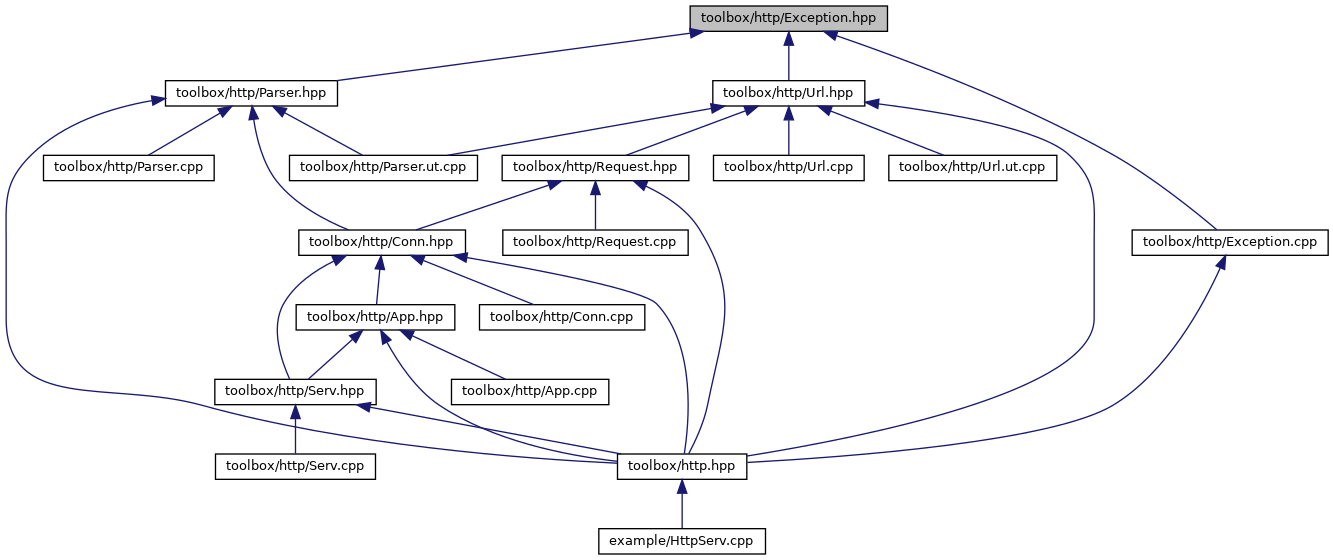 toolbox/http/Exception.hpp
toolbox/http/Parser.hpp
toolbox/http/Url.hpp
toolbox/http/Parser.cpp
toolbox/http/Parser.ut.cpp
toolbox/http/Request.hpp
toolbox/http/Url.cpp
toolbox/http/Url.ut.cpp
toolbox/http/Conn.hpp
toolbox/http/Request.cpp
toolbox/http/Exception.cpp
toolbox/http/App.hpp
toolbox/http/Conn.cpp
toolbox/http/Serv.hpp
toolbox/http/App.cpp
toolbox/http/Serv.cpp
toolbox/http.hpp
example/HttpServ.cpp